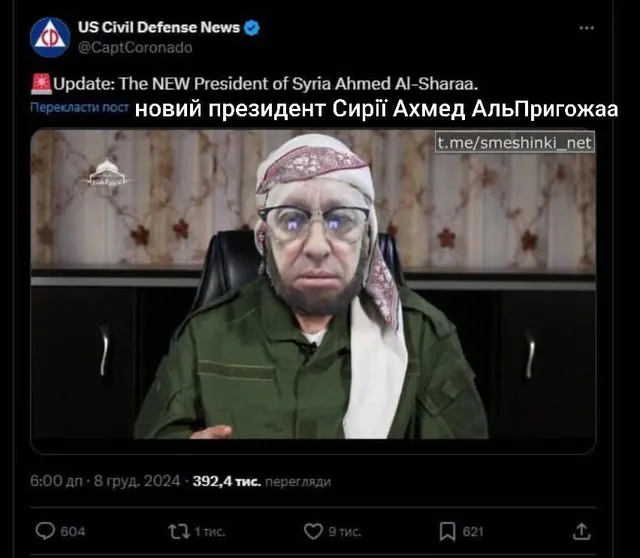 US Civil Defense News
@CaptCoronado
Update: The NEW President of Syria Ahmed Al-Sharaa.
Перекласти пост новий президент Сирії Ахмед АльПригожаа
t.me/smeshinki_net
6:00 дп · 8 груд. 2024 · 392,4 тис. перегляди
604 1 тис. 9 тис. 621